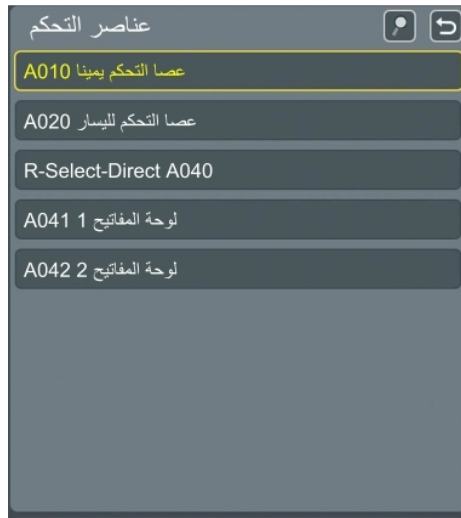 عناصر التحكم
عصا التحكم يمينا A010
عصا التحكم لليسار A020
R-Select-Direct A040
لوحة المفاتيح 1 A041
لوحة المفاتيح 2 A042